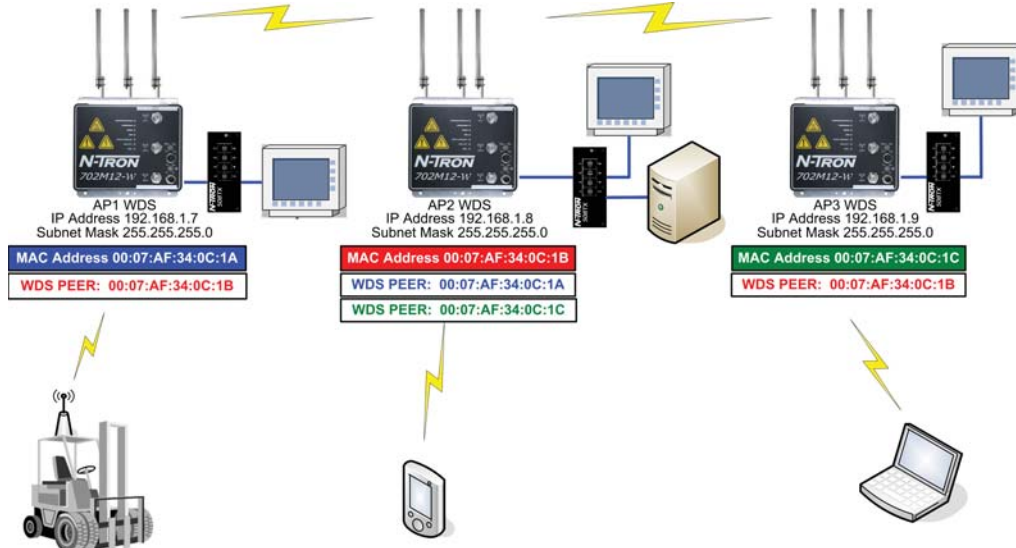 N-TRON
702M12-W
AP1 WDS
IP Address 192.168.1.7
Subnet Mask 255.255.255.0
MAC Address 00:07:AF:34:0C:1A
WDS PEER: 00:07:AF:34:0C:1B
N-TRON
702M12-W
N-TRON
508TX
AP2 WDS
IP Address 192.168.1.8
Subnet Mask 255.255.255.0
MAC Address 00:07:AF:34:0C:1B
WDS PEER: 00:07:AF:34:0C:1A
WDS PEER: 00:07:AF:34:0C:1C
N-TRON
702M12-W
N-TRON
508TX
AP3 WDS
IP Address 192.168.1.9
Subnet Mask 255.255.255.0
MAC Address 00:07:AF:34:0C:1C
WDS PEER: 00:07:AF:34:0C:1B